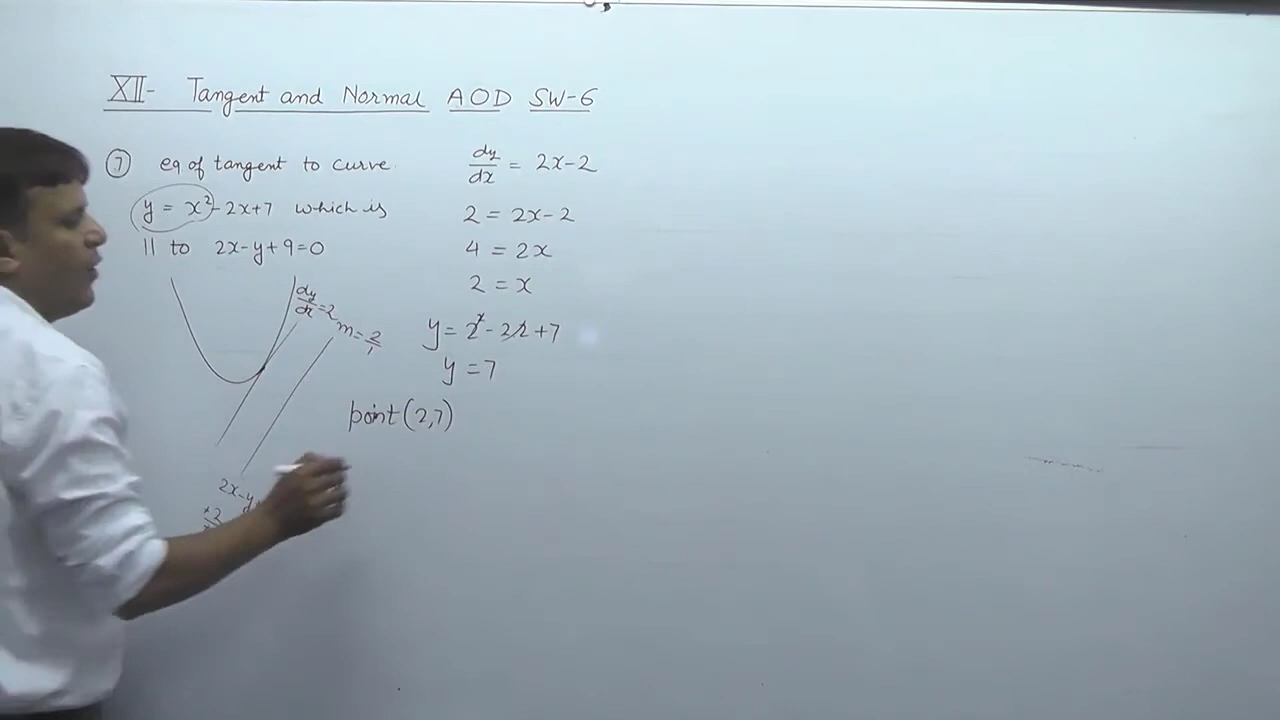 XII- Tangent and Normal AOD SW-6
⑦ eq of tangent to curve
y = x² - 2x + 7 which is
|| to 2x - y + 9 = 0
dy/dx = 2
m = 2/1
2x - y
dy/dx = 2x - 2
2 = 2x - 2
4 = 2x
2 = x
y = 2² - 2·2 + 7
y = 7
point (2,7)